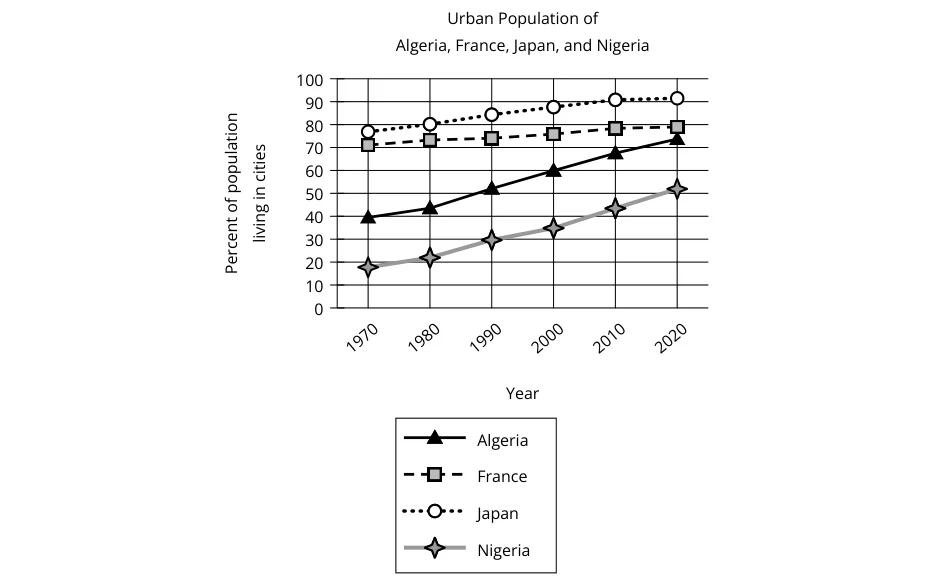 Urban Population of
Algeria, France, Japan, and Nigeria
Percent of population
living in cities
100
90
80
70
60
50
40
30
20
10
0
1970
1980
1990
2000
2010
2020
Year
Algeria
France
Japan
Nigeria